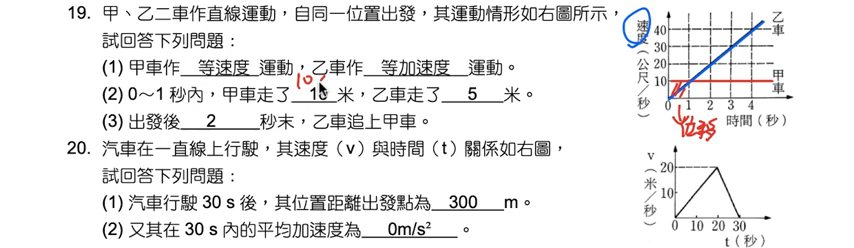 19. 甲、乙二車作直線運動，自同一位置出發，其運動情形如右圖所示，
試回答下列問題：
(1) 甲車作 等速度 運動，乙車作 等加速度 運動。
10
(2) 0～1 秒內，甲車走了 10 米，乙車走了 5 米。
(3) 出發後 2 秒末，乙車追上甲車。
20. 汽車在一直線上行駛，其速度（v）與時間（t）關係如右圖，
試回答下列問題：
(1) 汽車行駛 30 s 後，其位置距離出發點為 300 m。
(2) 又其在 30 s 內的平均加速度為 0m/s² 。
速度（公尺/秒）
乙車
40
30
20
10
甲車
0 1 2 3 4
時間（秒）
位移
v（米/秒）
20
10
0 10 20 30
t（秒）